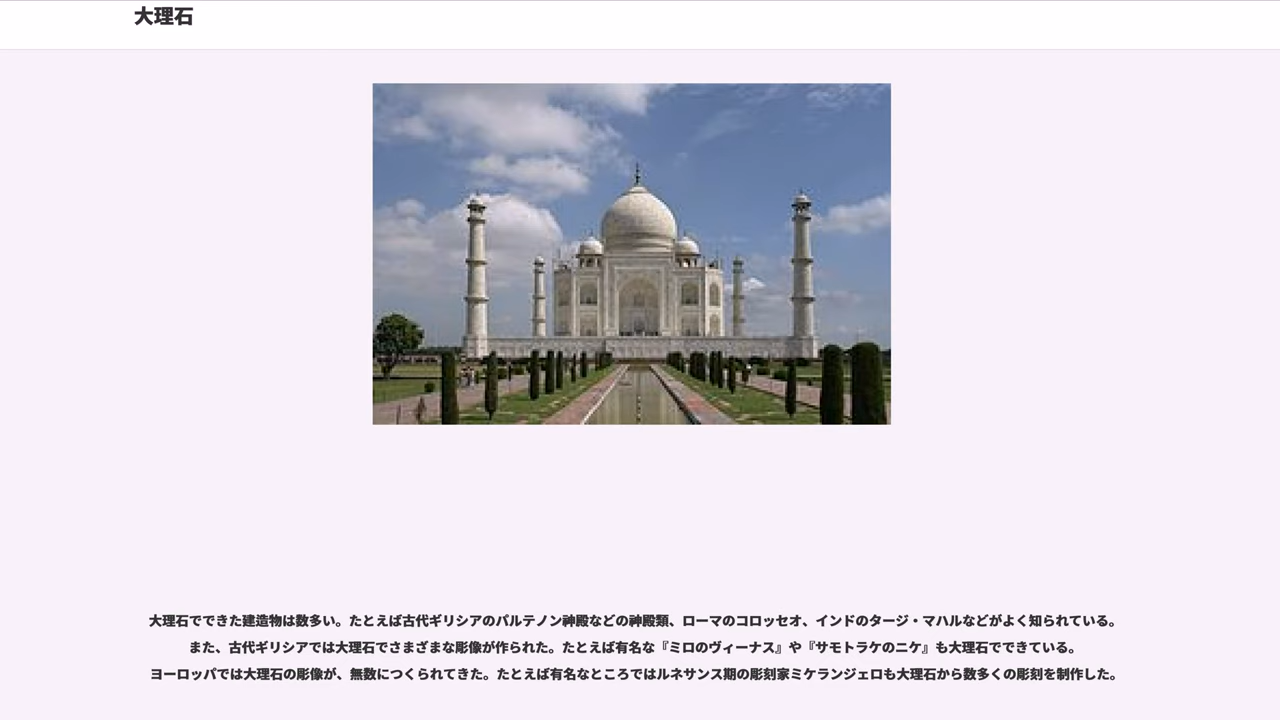 大理石
大理石でできた建造物は数多い。たとえば古代ギリシアのパルテノン神殿などの神殿類、ローマのコロッセオ、インドのタージ・マハルなどがよく知られている。
また、古代ギリシアでは大理石でさまざまな彫像が作られた。たとえば有名な『ミロのヴィーナス』や『サモトラケのニケ』も大理石でできている。
ヨーロッパでは大理石の彫像が、無数につくられてきた。たとえば有名なところではルネサンス期の彫刻家ミケランジェロも大理石から数多くの彫刻を制作した。